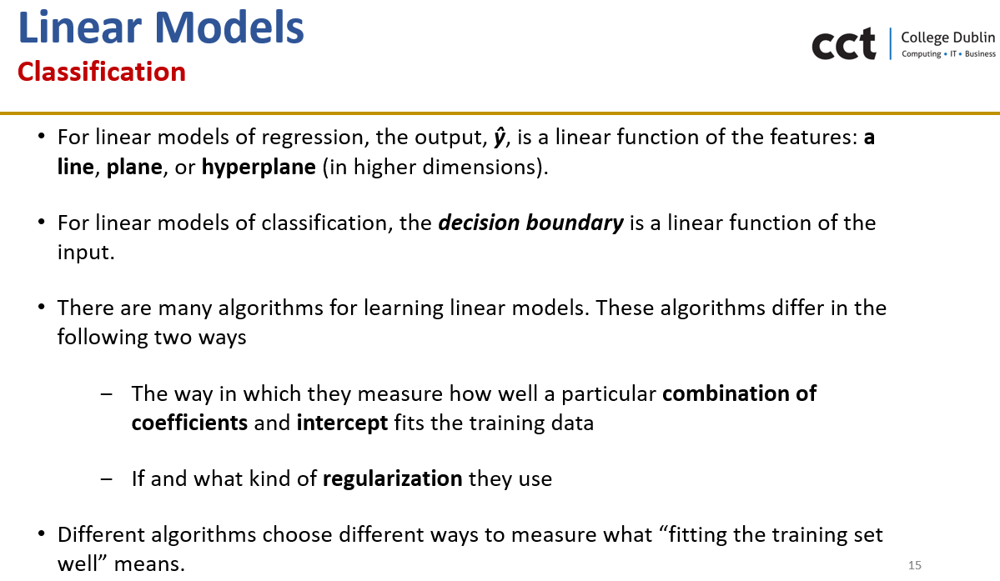 Linear Models
Classification
cct College Dublin
Computing • IT • Business
• For linear models of regression, the output, ŷ, is a linear function of the features: a
line, plane, or hyperplane (in higher dimensions).
• For linear models of classification, the decision boundary is a linear function of the
input.
• There are many algorithms for learning linear models. These algorithms differ in the
following two ways
– The way in which they measure how well a particular combination of
coefficients and intercept fits the training data
– If and what kind of regularization they use
• Different algorithms choose different ways to measure what “fitting the training set
well” means.
15